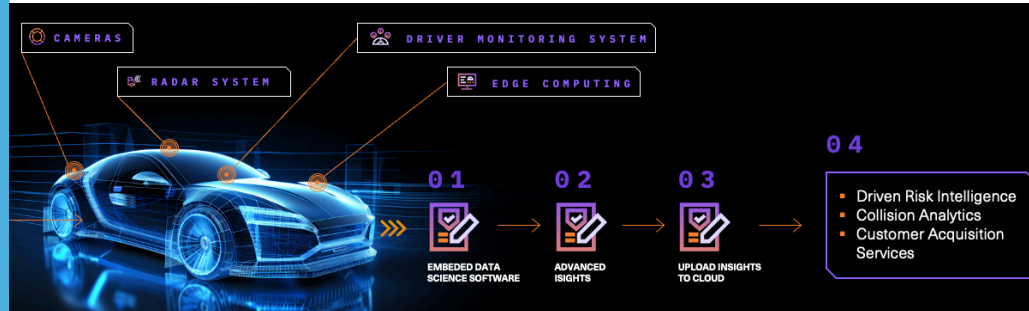 CAMERAS
DRIVER MONITORING SYSTEM
RADAR SYSTEM
EDGE COMPUTING
01
EMBEDED DATA
SCIENCE SOFTWARE
02
ADVANCED
ISIGHTS
03
UPLOAD INSIGHTS
TO CLOUD
04
Driven Risk Intelligence
Collision Analytics
Customer Acquisition
Services